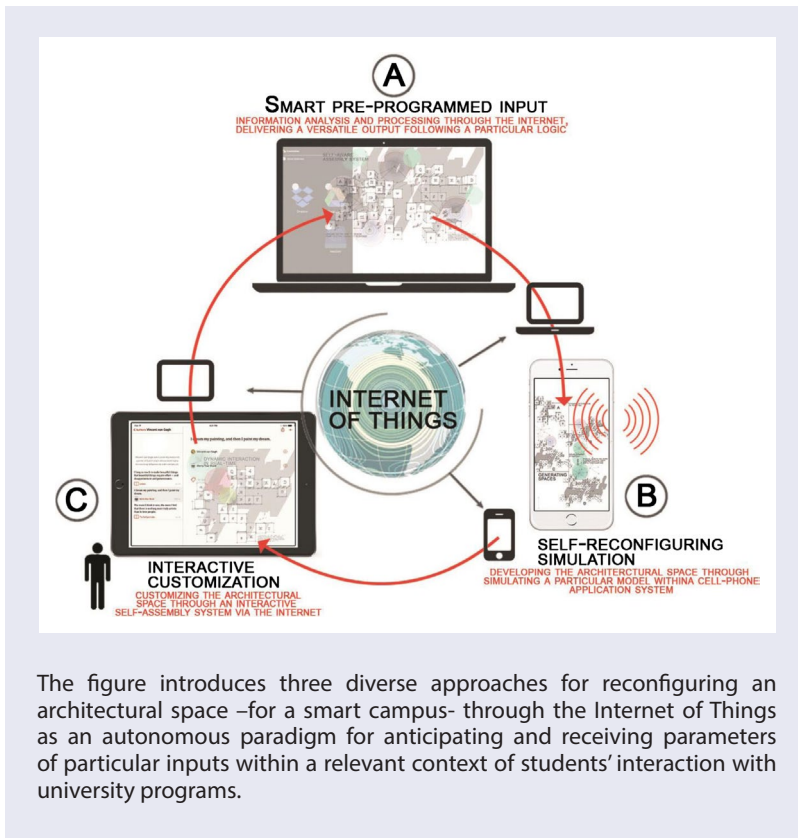 A
SMART PRE-PROGRAMMED INPUT
INFORMATION ANALYSIS AND PROCESSING THROUGH THE INTERNET,
DELIVERING A VERSATILE OUTPUT FOLLOWING A PARTICULAR LOGIC
INTERNET
OF THINGS
GENERATING
SPACES
B
SELF-RECONFIGURING
SIMULATION
DEVELOPING THE ARCHITERCTURAL SPACE THROUGH
SIMULATING A PARTICULAR MODEL WITHINA CELL-PHONE
APPLICATION SYSTEM
DYNAMIC INTERACTION
C
INTERACTIVE
CUSTOMIZATION
CUSTOMIZING THE ARCHITECTURAL
SPACE THROUGH AN INTERACTIVE
SELF-ASSEMBLY SYSTEM VIA THE INTERNET
The figure introduces three diverse approaches for reconfiguring an
architectural space –for a smart campus- through the Internet of Things
as an autonomous paradigm for anticipating and receiving parameters
of particular inputs within a relevant context of students’ interaction with
university programs.